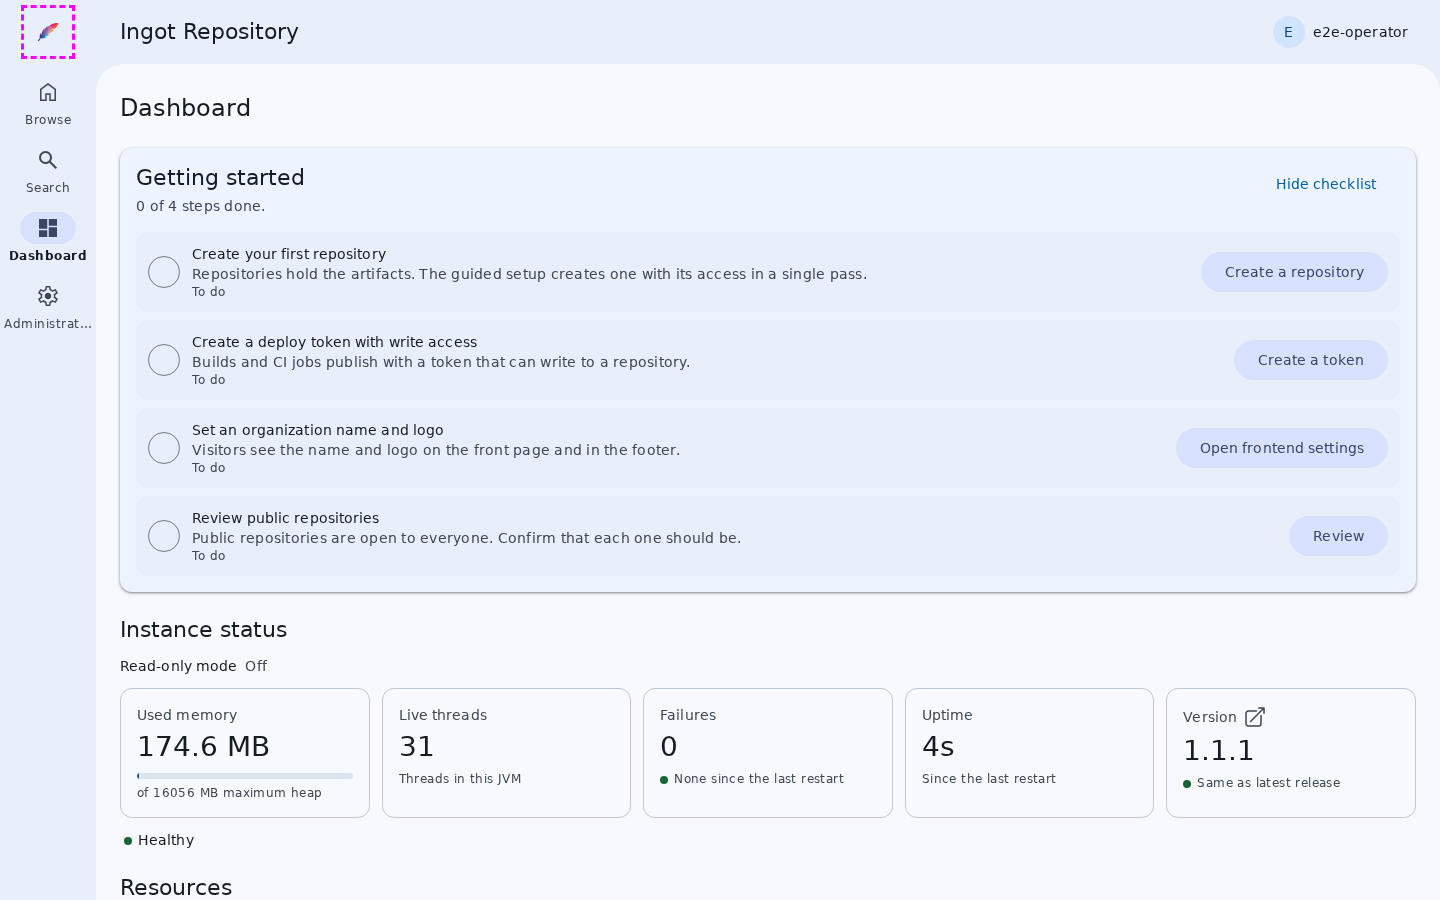 Ingot Repository
E
e2e-operator
Browse
Search
Dashboard
Administrat...
Dashboard
Getting started
0 of 4 steps done.
Hide checklist
Create your first repository
Repositories hold the artifacts. The guided setup creates one with its access in a single pass.
To do
Create a repository
Create a deploy token with write access
Builds and CI jobs publish with a token that can write to a repository.
To do
Create a token
Set an organization name and logo
Visitors see the name and logo on the front page and in the footer.
To do
Open frontend settings
Review public repositories
Public repositories are open to everyone. Confirm that each one should be.
To do
Review
Instance status
Read-only mode Off
Used memory
174.6 MB
of 16056 MB maximum heap
Live threads
31
Threads in this JVM
Failures
0
None since the last restart
Uptime
4s
Since the last restart
Version
1.1.1
Same as latest release
Healthy
Resources